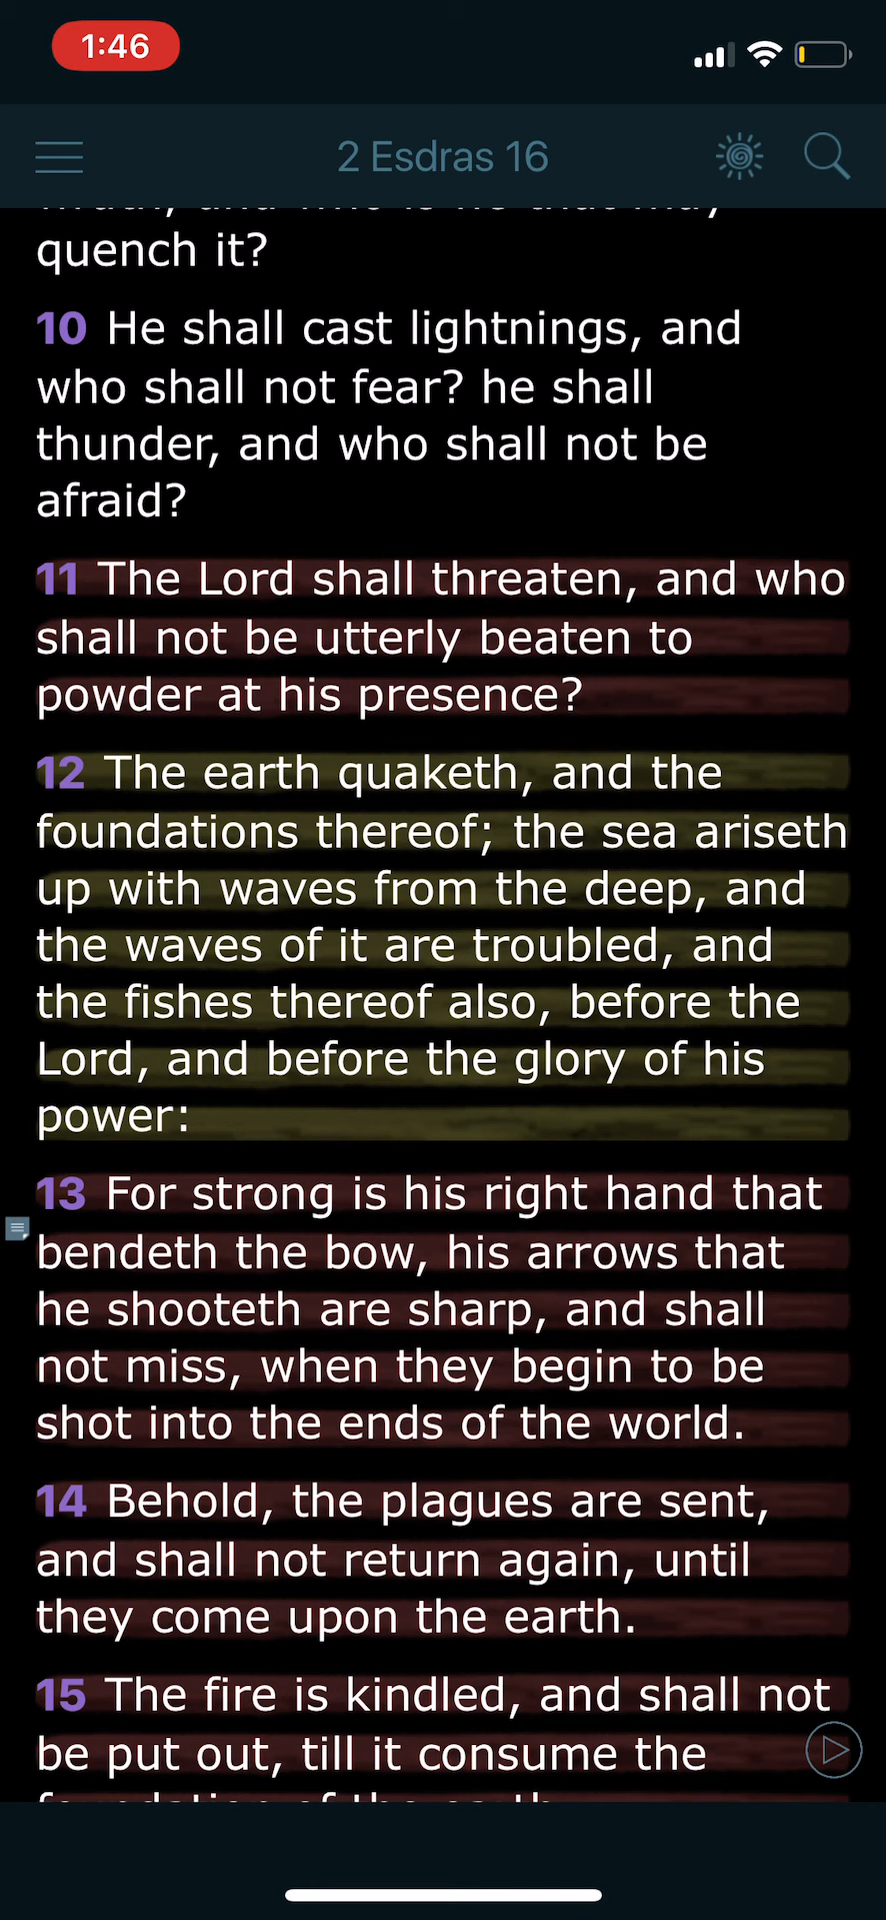 1:46
2 Esdras 16
quench it?
10 He shall cast lightnings, and
who shall not fear? he shall
thunder, and who shall not be
afraid?
11 The Lord shall threaten, and who
shall not be utterly beaten to
powder at his presence?
12 The earth quaketh, and the
foundations thereof; the sea ariseth
up with waves from the deep, and
the waves of it are troubled, and
the fishes thereof also, before the
Lord, and before the glory of his
power:
13 For strong is his right hand that
bendeth the bow, his arrows that
he shooteth are sharp, and shall
not miss, when they begin to be
shot into the ends of the world.
14 Behold, the plagues are sent,
and shall not return again, until
they come upon the earth.
15 The fire is kindled, and shall not
be put out, till it consume the